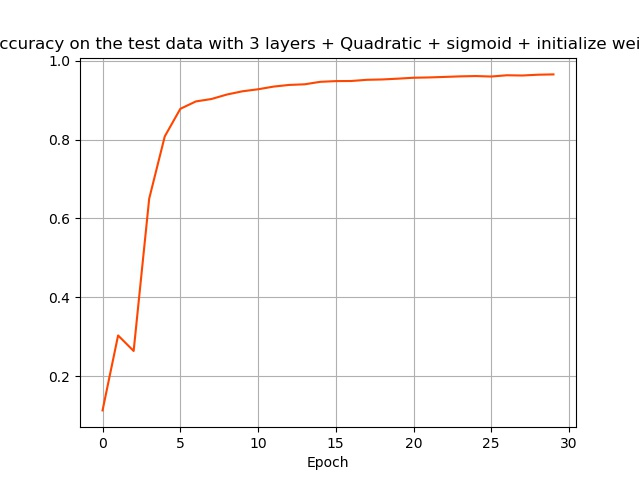 ccuracy on the test data with 3 layers + Quadratic + sigmoid + initialize wei
1.0
0.8
0.6
0.4
0.2
0 5 10 15 20 25 30
Epoch